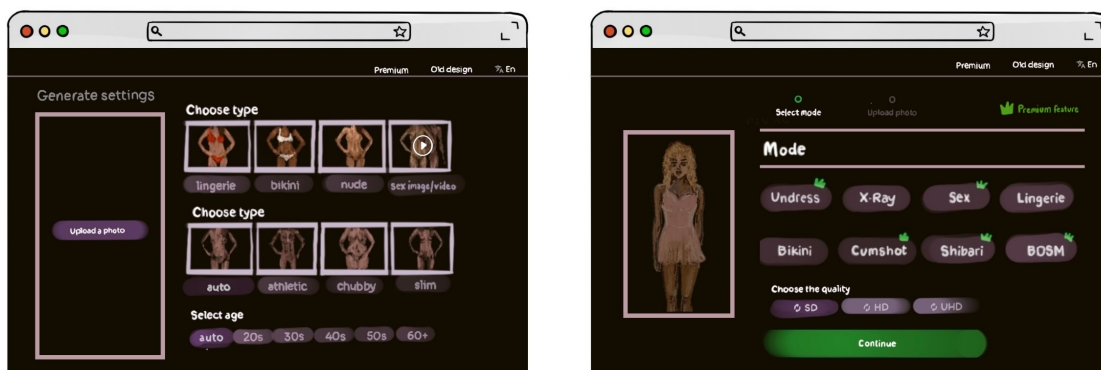 Premium Old design En
Generate settings
Choose type
lingerie bikini nude sex image/video
Upload a photo
Choose type
auto athletic chubby slim
Select age
auto 20s 30s 40s 50s 60+
Premium Old design En
Select mode Upload photo Premium feature
Mode
Undress X-Ray Sex Lingerie
Bikini Cumshot Shibari BDSM
Choose the quality
SD HD UHD
Continue